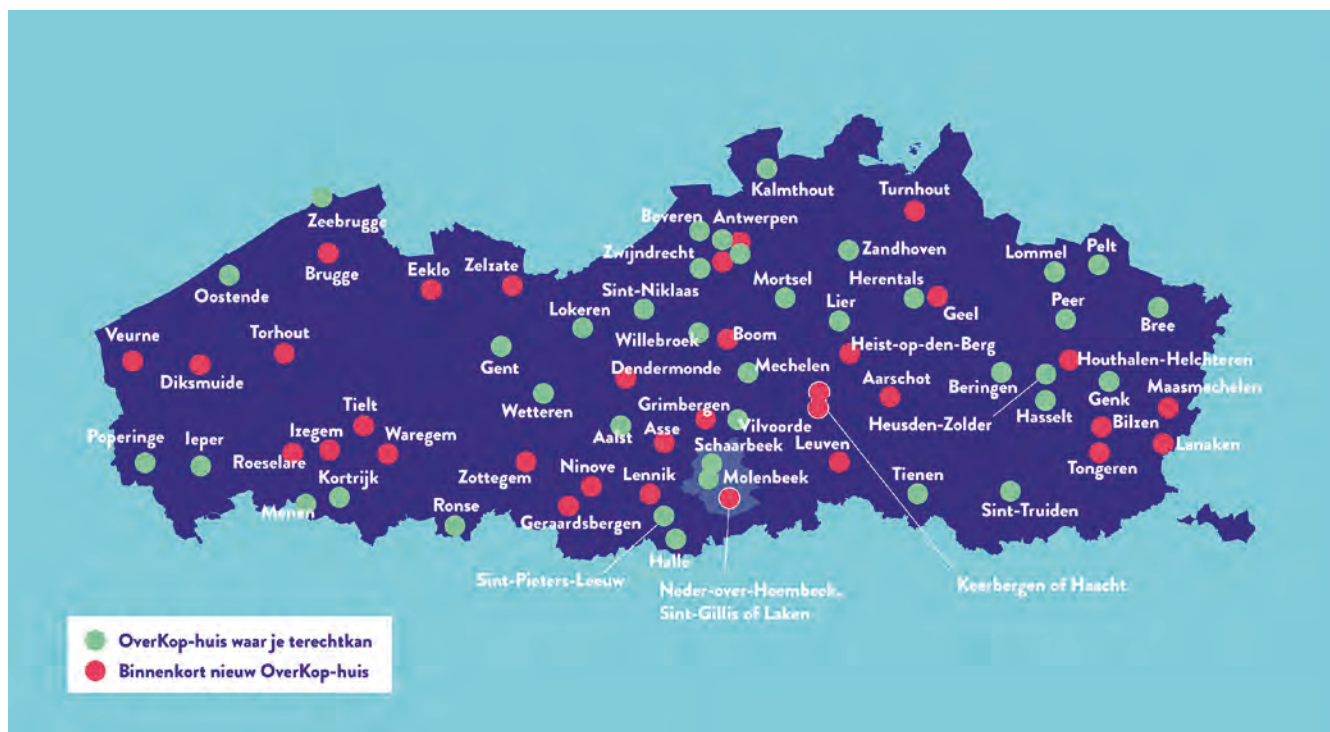 Kalmthout
Turnhout
Zeebrugge
Beveren
Antwerpen
Brugge
Zwijndrecht
Zandhoven
Lommel
Pelt
Eeklo
Zelzate
Oostende
Sint-Niklaas
Mortsel
Herentals
Peer
Bree
Lokeren
Lier
Geel
Veurne
Torhout
Willebroek
Boom
Heist-op-den-Berg
Houthalen-Helchteren
Diksmuide
Gent
Dendermonde
Mechelen
Aarschot
Beringen
Genk
Maasmechelen
Tielt
Wetteren
Grimbergen
Heusden-Zolder
Hasselt
Bilzen
Poperinge
Ieper
Izegem
Waregem
Aalst
Asse
Vilvoorde
Leuven
Lanaken
Roeselare
Schaarbeek
Zottegem
Ninove
Lennik
Molenbeek
Tienen
Tongeren
Menen
Kortrijk
Ronse
Geraardsbergen
Sint-Truiden
Halle
Sint-Pieters-Leeuw
Neder-over-Heembeek,
Sint-Gillis of Laken
Keerbergen of Haacht
OverKop-huis waar je terechtkan
Binnenkort nieuw OverKop-huis